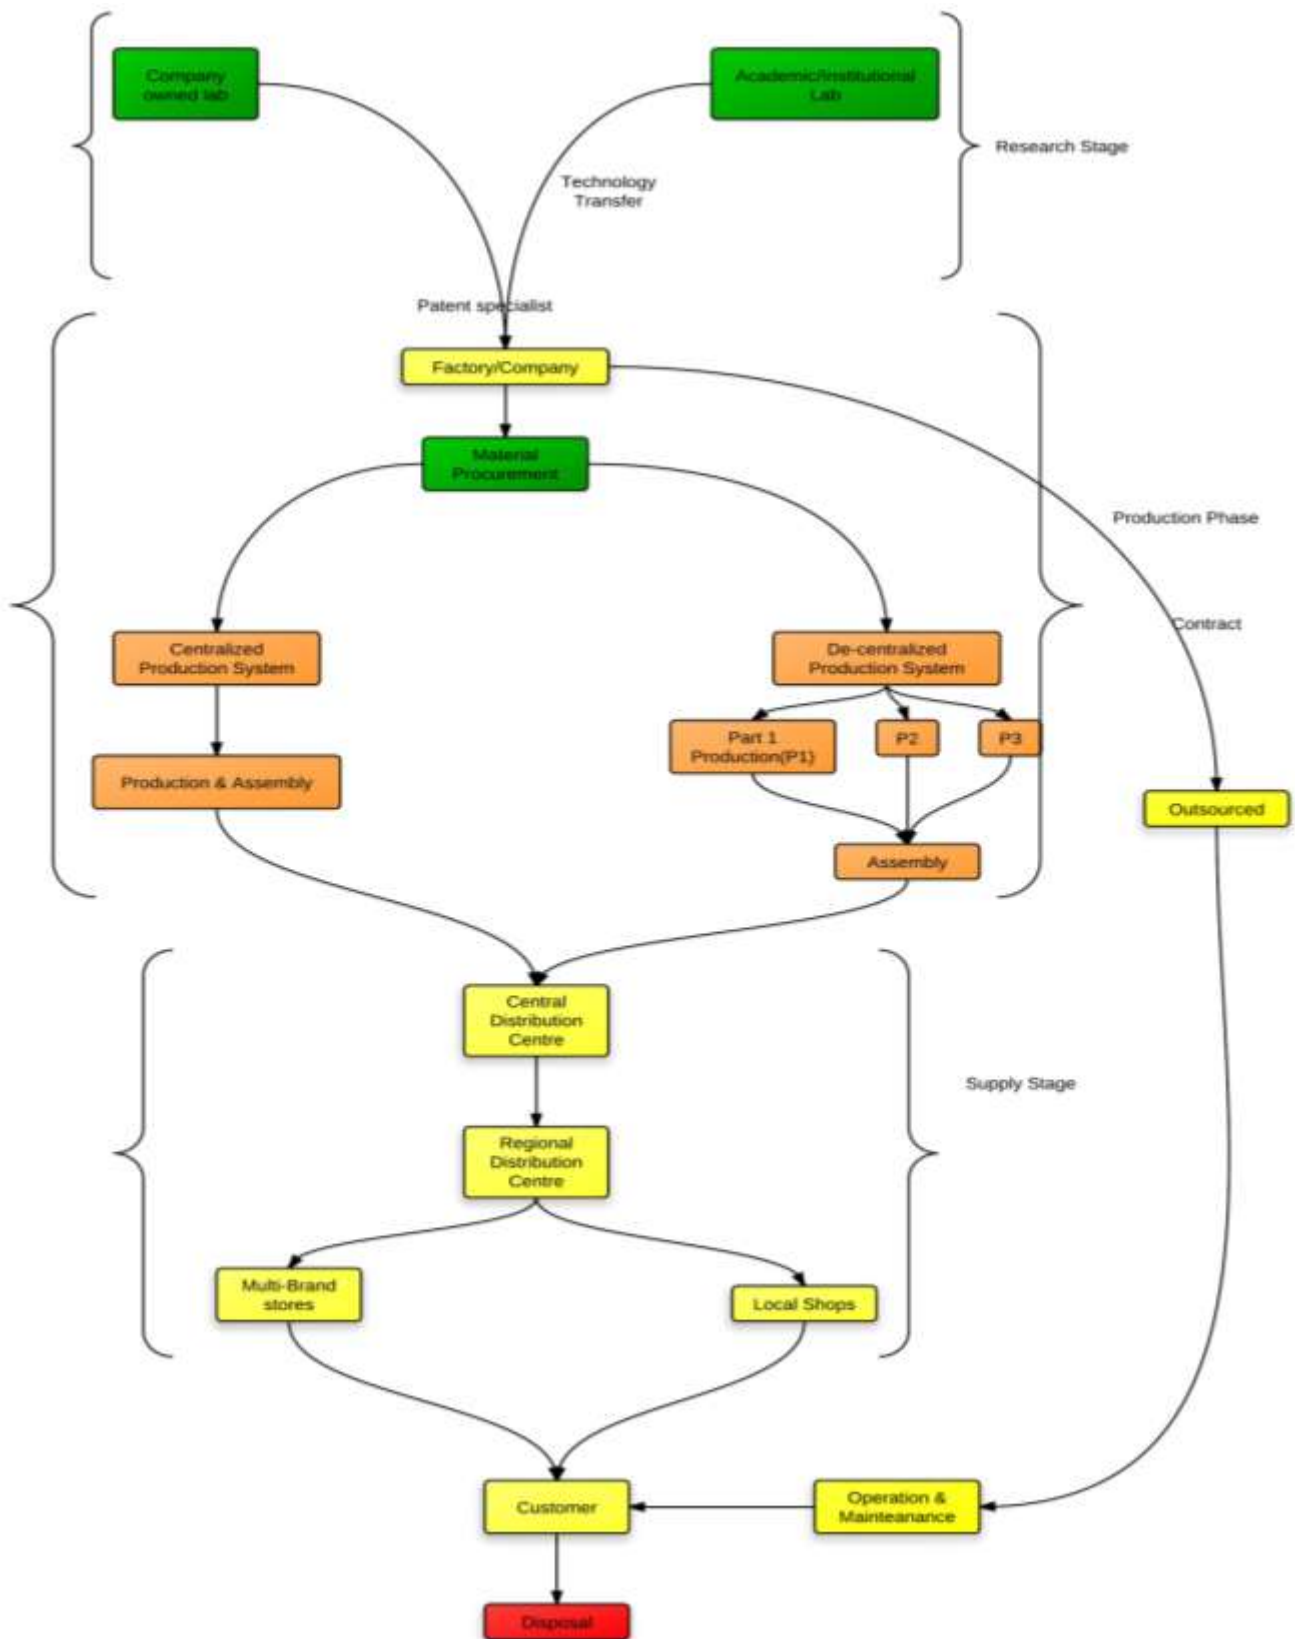 Company
owned lab
Academic/Institutional
Lab
Research Stage
Technology
Transfer
Patent specialist
Factory/Company
Material
Procurement
Production Phase
Contract
Centralized
Production System
De-centralized
Production System
Part 1
Production(P1)
P2
P3
Production & Assembly
Outsourced
Assembly
Central
Distribution
Centre
Supply Stage
Regional
Distribution
Centre
Multi-Brand
stores
Local Shops
Customer
Operation &
Mainteanance
Disposal